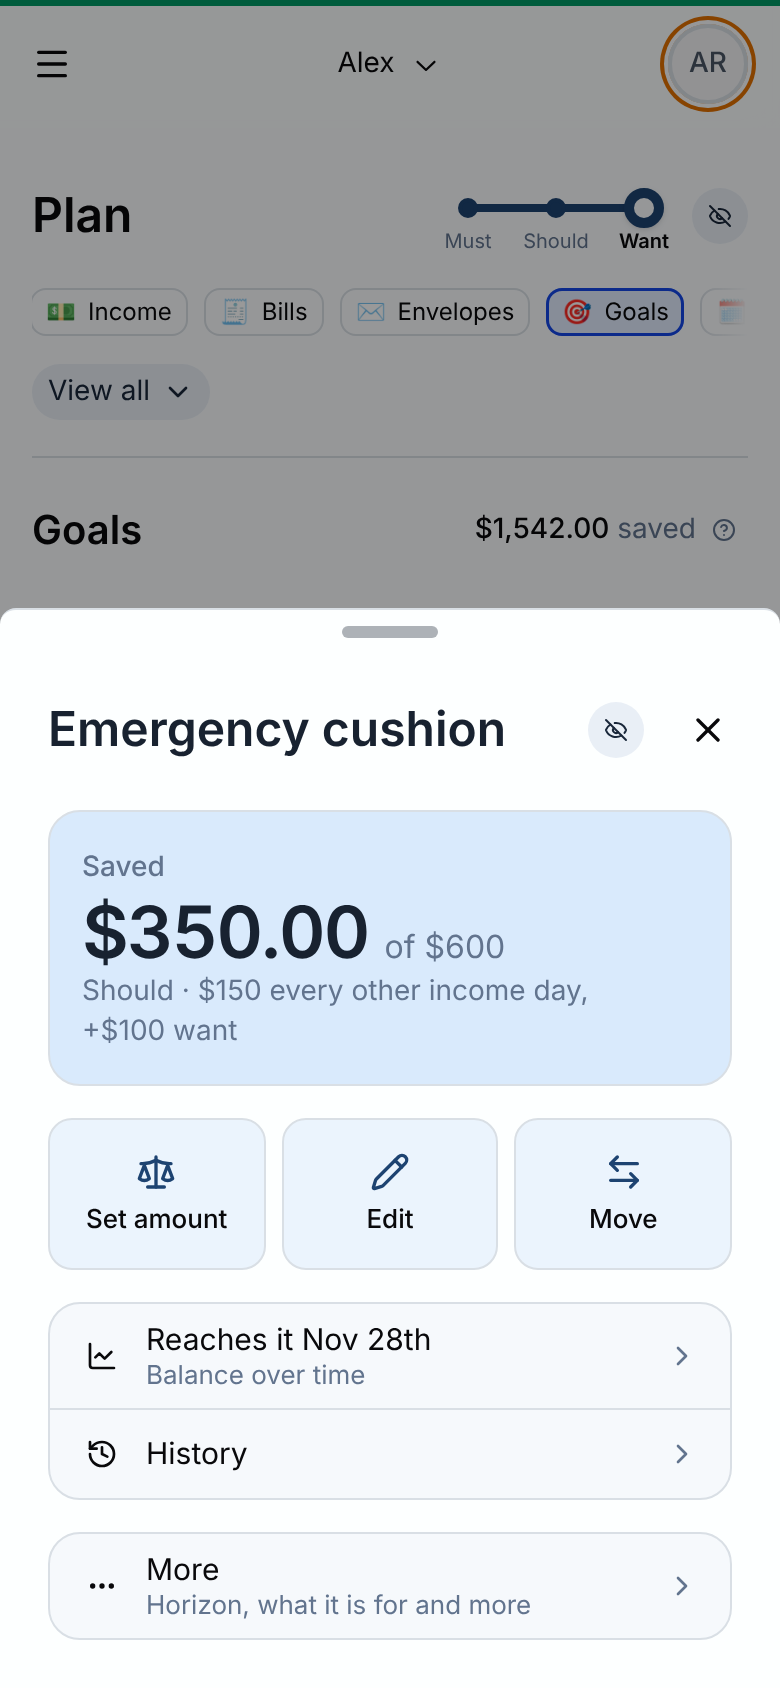 Alex
AR
Plan
Must Should Want
Income Bills Envelopes Goals
View all
Goals
$1,542.00 saved
Emergency cushion
Saved
$350.00 of $600
Should · $150 every other income day,
+$100 want
Set amount
Edit
Move
Reaches it Nov 28th
Balance over time
History
More
Horizon, what it is for and more